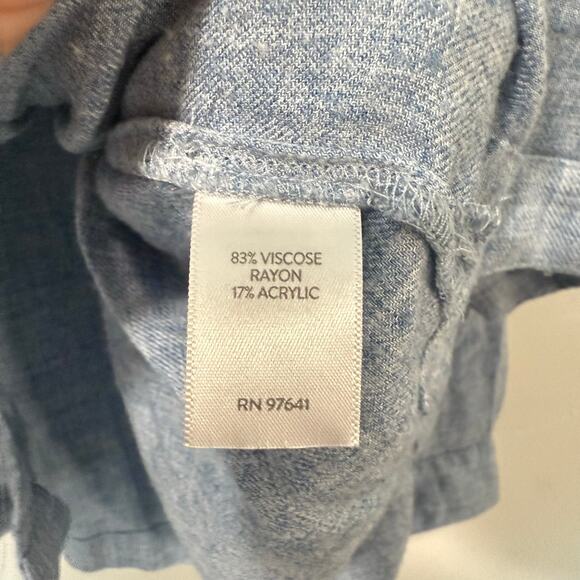 83% VISCOSE
RAYON
17% ACRYLIC
RN 97641